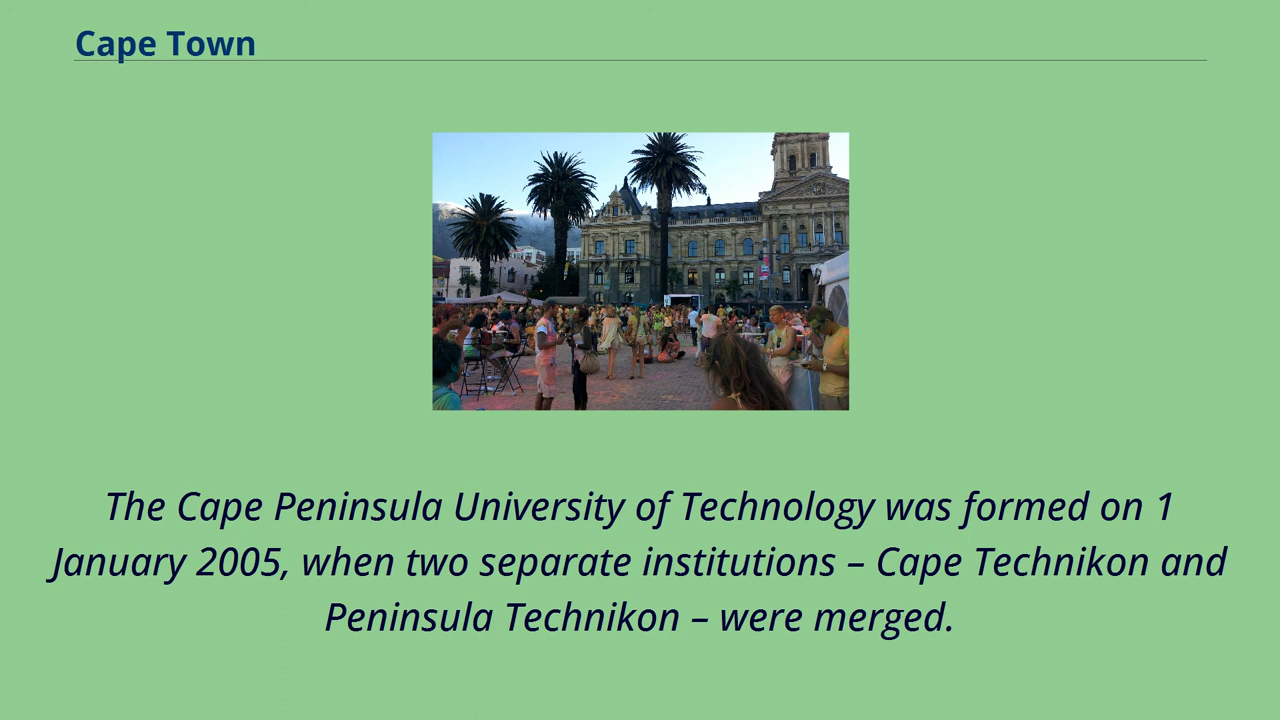 Cape Town
The Cape Peninsula University of Technology was formed on 1
January 2005, when two separate institutions – Cape Technikon and
Peninsula Technikon – were merged.